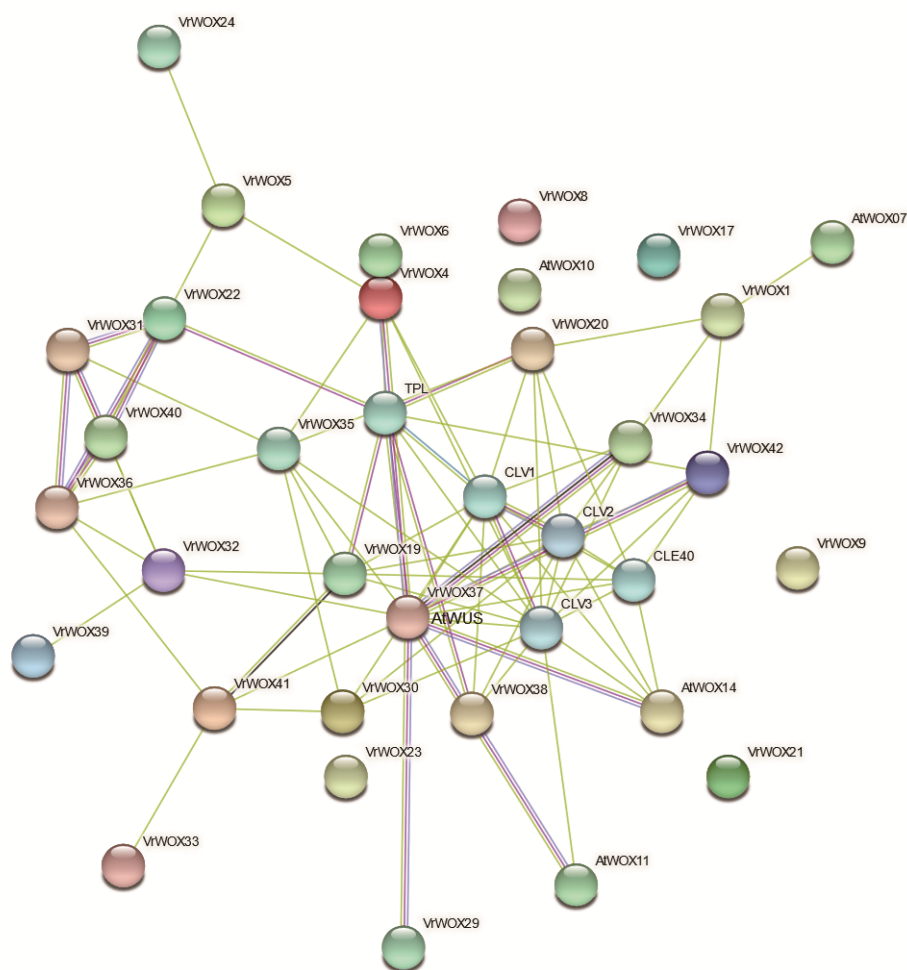 VrWOX24
VrWOX5
VrWOX8
AtWOX07
VrWOX6
VrWOX17
VrWOX4
AtWOX10
VrWOX1
VrWOX22
VrWOX31
VrWOX20
TPL
VrWOX40
VrWOX35
VrWOX34
VrWOX42
CLV1
VrWOX36
CLV2
VrWOX32
VrWOX19
CLE40
VrWOX9
VrWOX37
CLV3
AtWUS
VrWOX39
VrWOX41
VrWOX30
VrWOX38
AtWOX14
VrWOX23
VrWOX21
VrWOX33
AtWOX11
VrWOX29